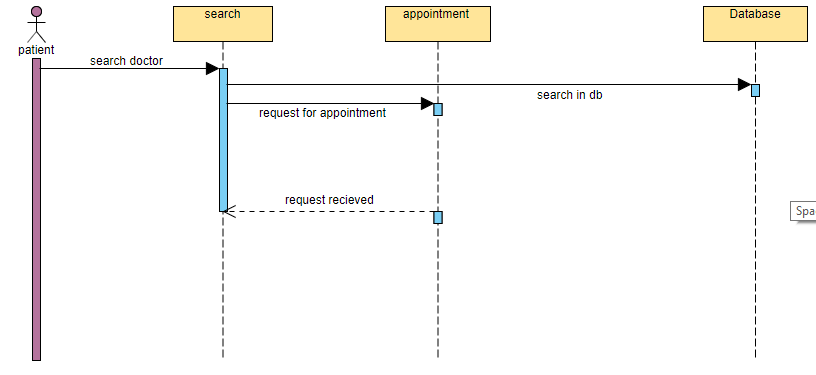 search
appointment
Database
patient
search doctor
search in db
request for appointment
request recieved
Spa